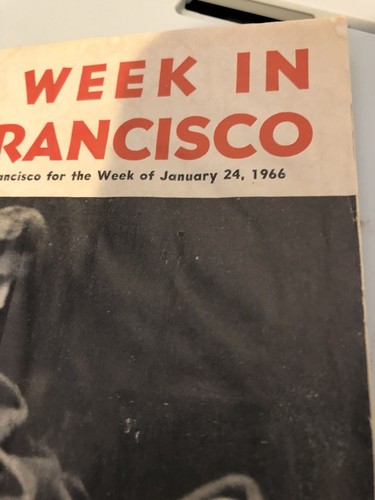 WEEK IN
RANCISCO
ancisco for the Week of January 24, 1966